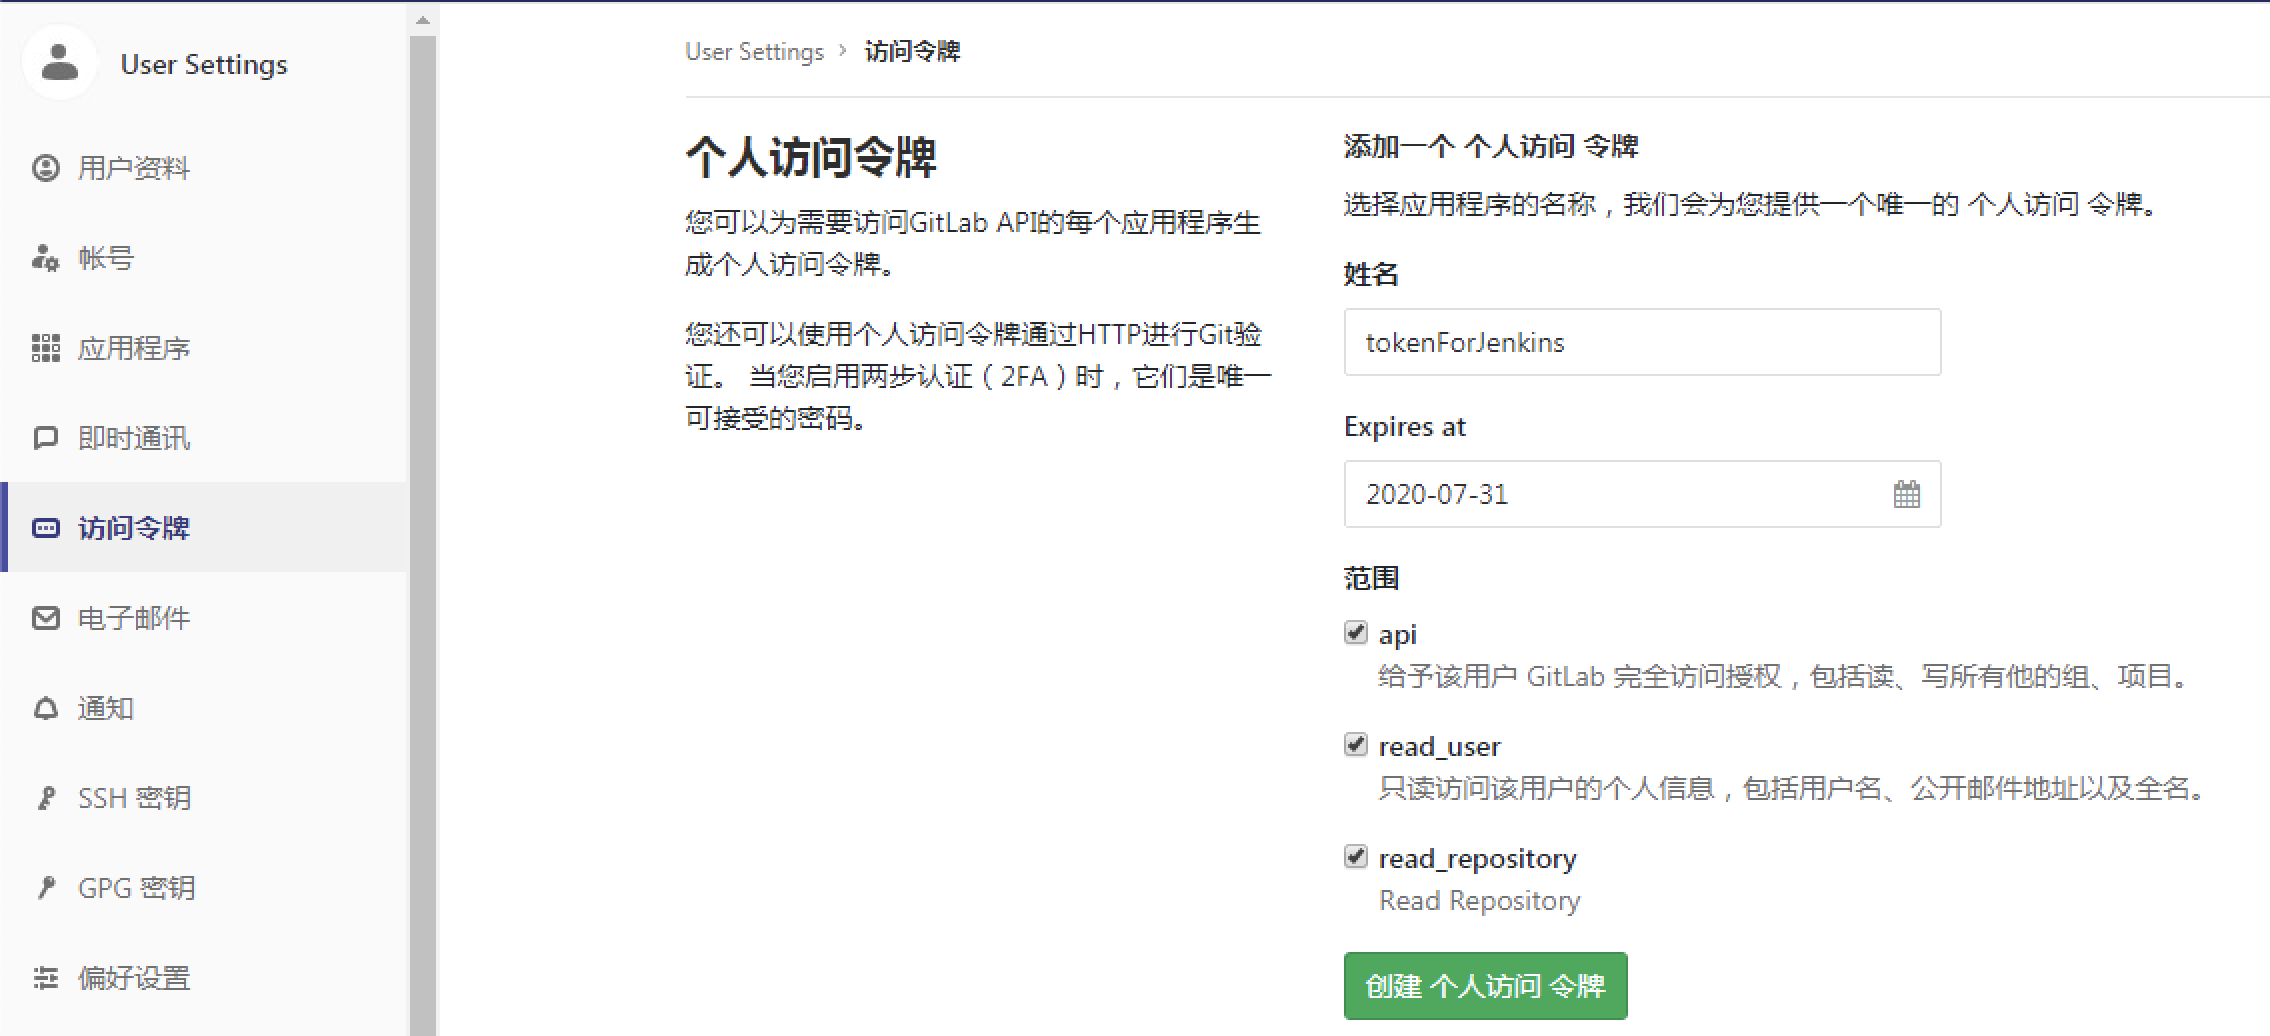 User Settings
用户资料
帐号
应用程序
即时通讯
访问令牌
电子邮件
通知
SSH 密钥
GPG 密钥
偏好设置
User Settings › 访问令牌
个人访问令牌
您可以为需要访问GitLab API的每个应用程序生
成个人访问令牌。
您还可以使用个人访问令牌通过HTTP进行Git验
证。 当您启用两步认证（2FA）时，它们是唯一
可接受的密码。
添加一个 个人访问 令牌
选择应用程序的名称，我们会为您提供一个唯一的 个人访问 令牌。
姓名
tokenForJenkins
Expires at
2020-07-31
范围
api
给予该用户 GitLab 完全访问授权，包括读、写所有他的组、项目。
read_user
只读访问该用户的个人信息，包括用户名、公开邮件地址以及全名。
read_repository
Read Repository
创建 个人访问 令牌